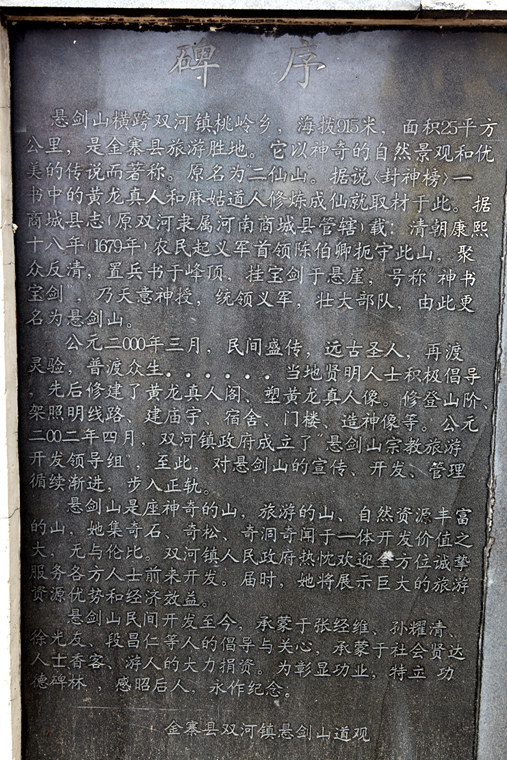 碑序
悬剑山横跨双河镇桃岭乡，海拨915米，面积25平方
公里，是金寨县旅游胜地。它以神奇的自然景观和优
美的传说而著称。原名为二仙山。据说〈封神榜〉一
书中的黄龙真人和麻姑道人修炼成仙就取材于此。据
商城县志(原双河隶属河南商城县管辖)载：清朝康熙
十八年(1679年)农民起义军首领陈伯卿扼守此山，聚
众反清，置兵书于峰顶，挂宝剑于悬崖，号称“神书
宝剑”，乃天意神授，统领义军，壮大部队，由此更
名为悬剑山。
公元二000年三月，民间盛传，远古圣人，再渡
灵验，普渡众生．．．．．．当地贤明人士积极倡导
，先后修建了黄龙真人阁、塑黄龙真人像。修登山阶、
架照明线路、建庙宇、宿舍、门楼、造神像等。公元
二00二年四月，双河镇政府成立了“悬剑山宗教旅游
开发领导组，至此，对悬剑山的宣传、开发、管理
循续渐进，步入正轨。
悬剑山是座神奇的山，旅游的山、自然资源丰富
的山，她集奇石、奇松、奇洞奇闻于一体开发价值之
大，无与伦比。双河镇人民政府热忱欢迎全方位诚挚
服务各方人士前来开发。届时，她将展示巨大的旅游
资源优势和经济效益。
悬剑山民间开发至今，承蒙于张经维、孙耀清、
徐光友、段昌仁等人的倡导与关心，承蒙于社会贤达
人士香客、游人的大力捐资。为彰显功业，特立功
德碑林，感昭后人，永作纪念。
金寨县双河镇悬剑山道观